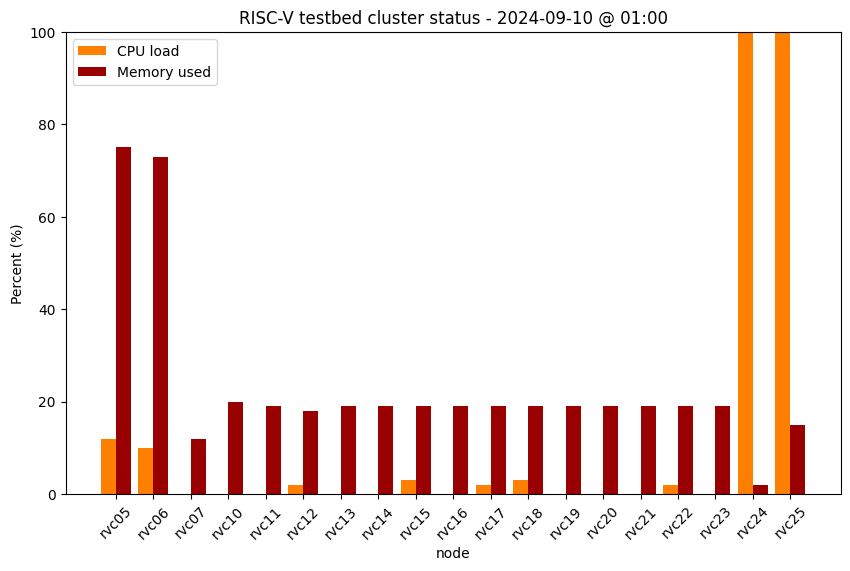 RISC-V testbed cluster status - 2024-09-10 @ 01:00
CPU load
Memory used
Percent (%)
100
80
60
40
20
0
rvc05
rvc06
rvc07
rvc10
rvc11
rvc12
rvc13
rvc14
rvc15
rvc16
rvc17
rvc18
rvc19
rvc20
rvc21
rvc22
rvc23
rvc24
rvc25
node